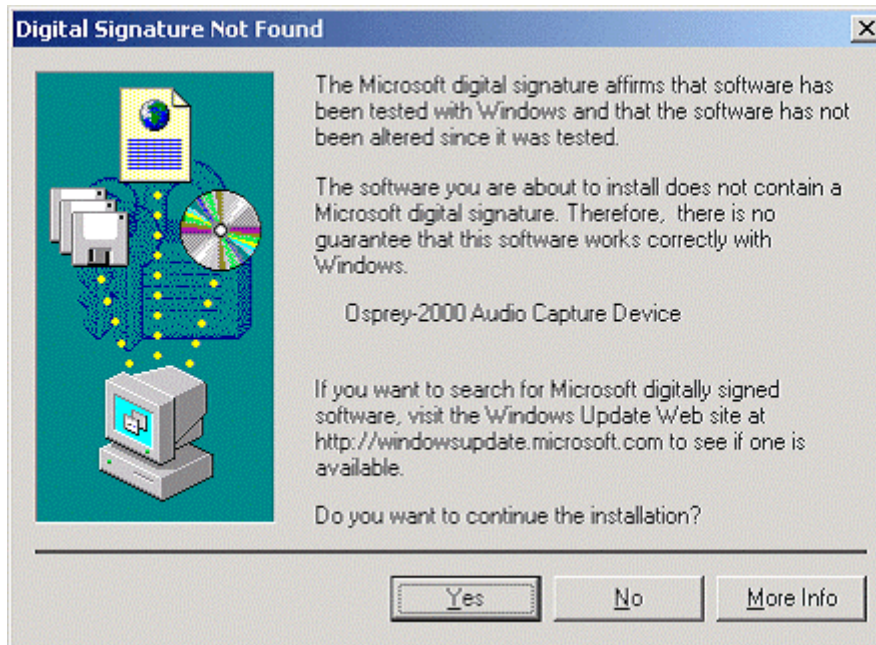 Digital Signature Not Found
The Microsoft digital signature affirms that software has
been tested with Windows and that the software has not
been altered since it was tested.
The software you are about to install does not contain a
Microsoft digital signature. Therefore,  there is no
guarantee that this software works correctly with
Windows.
Osprey-2000 Audio Capture Device
If you want to search for Microsoft digitally signed
software, visit the Windows Update Web site at
http://windowsupdate.microsoft.com to see if one is
available.
Do you want to continue the installation?
Yes No More Info